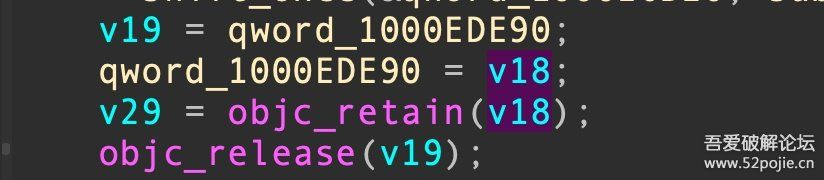 v19 = qword_1000EDE90;
qword_1000EDE90 = v18;
v29 = objc_retain(v18);
objc_release(v19);
吾爱破解论坛
www.52pojie.cn